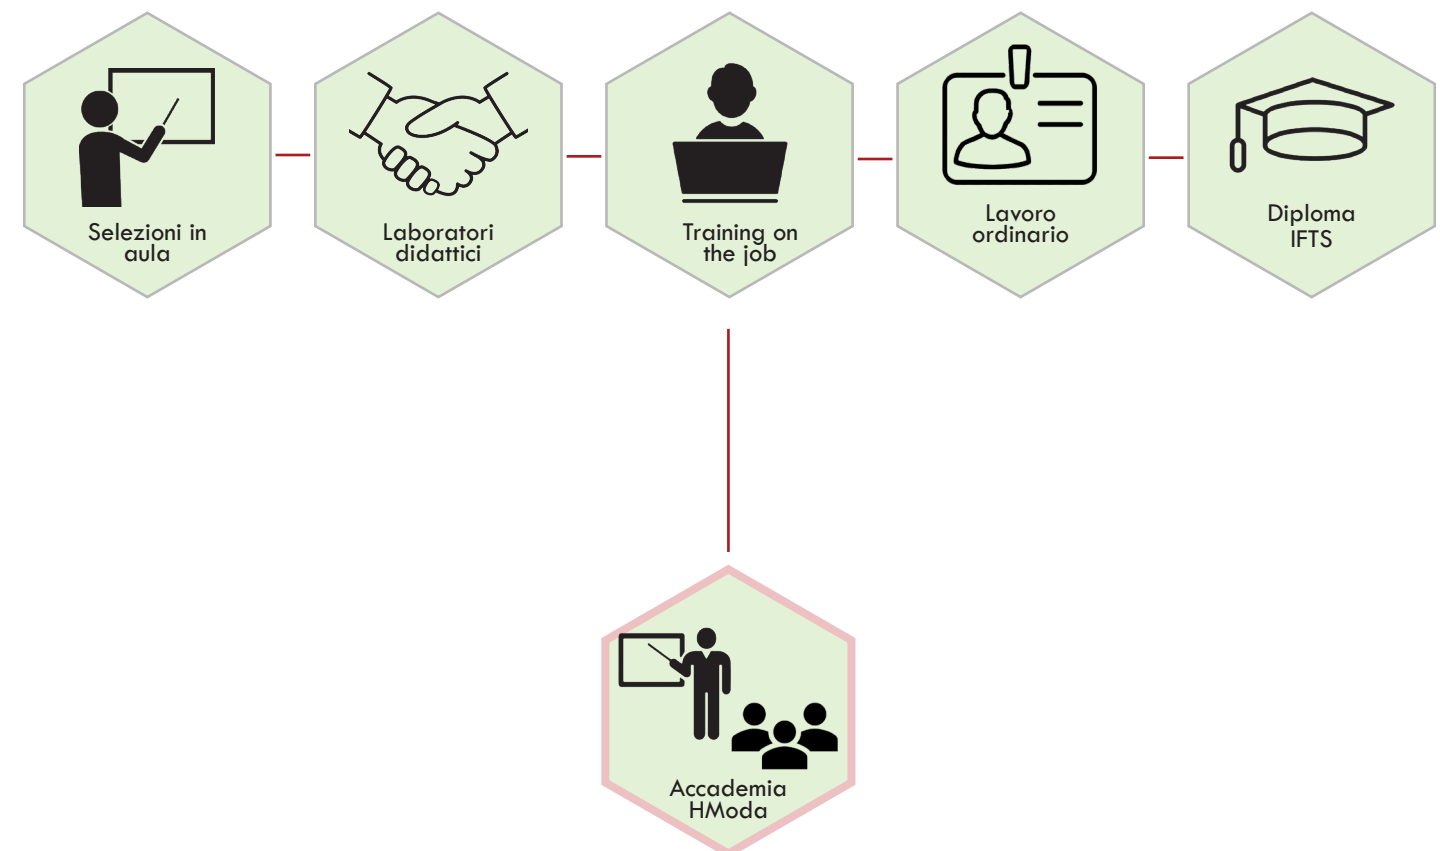 Selezioni in
aula
Laboratori
didattici
Training on
the job
Lavoro
ordinario
Diploma
IFTS
Accademia
HModa